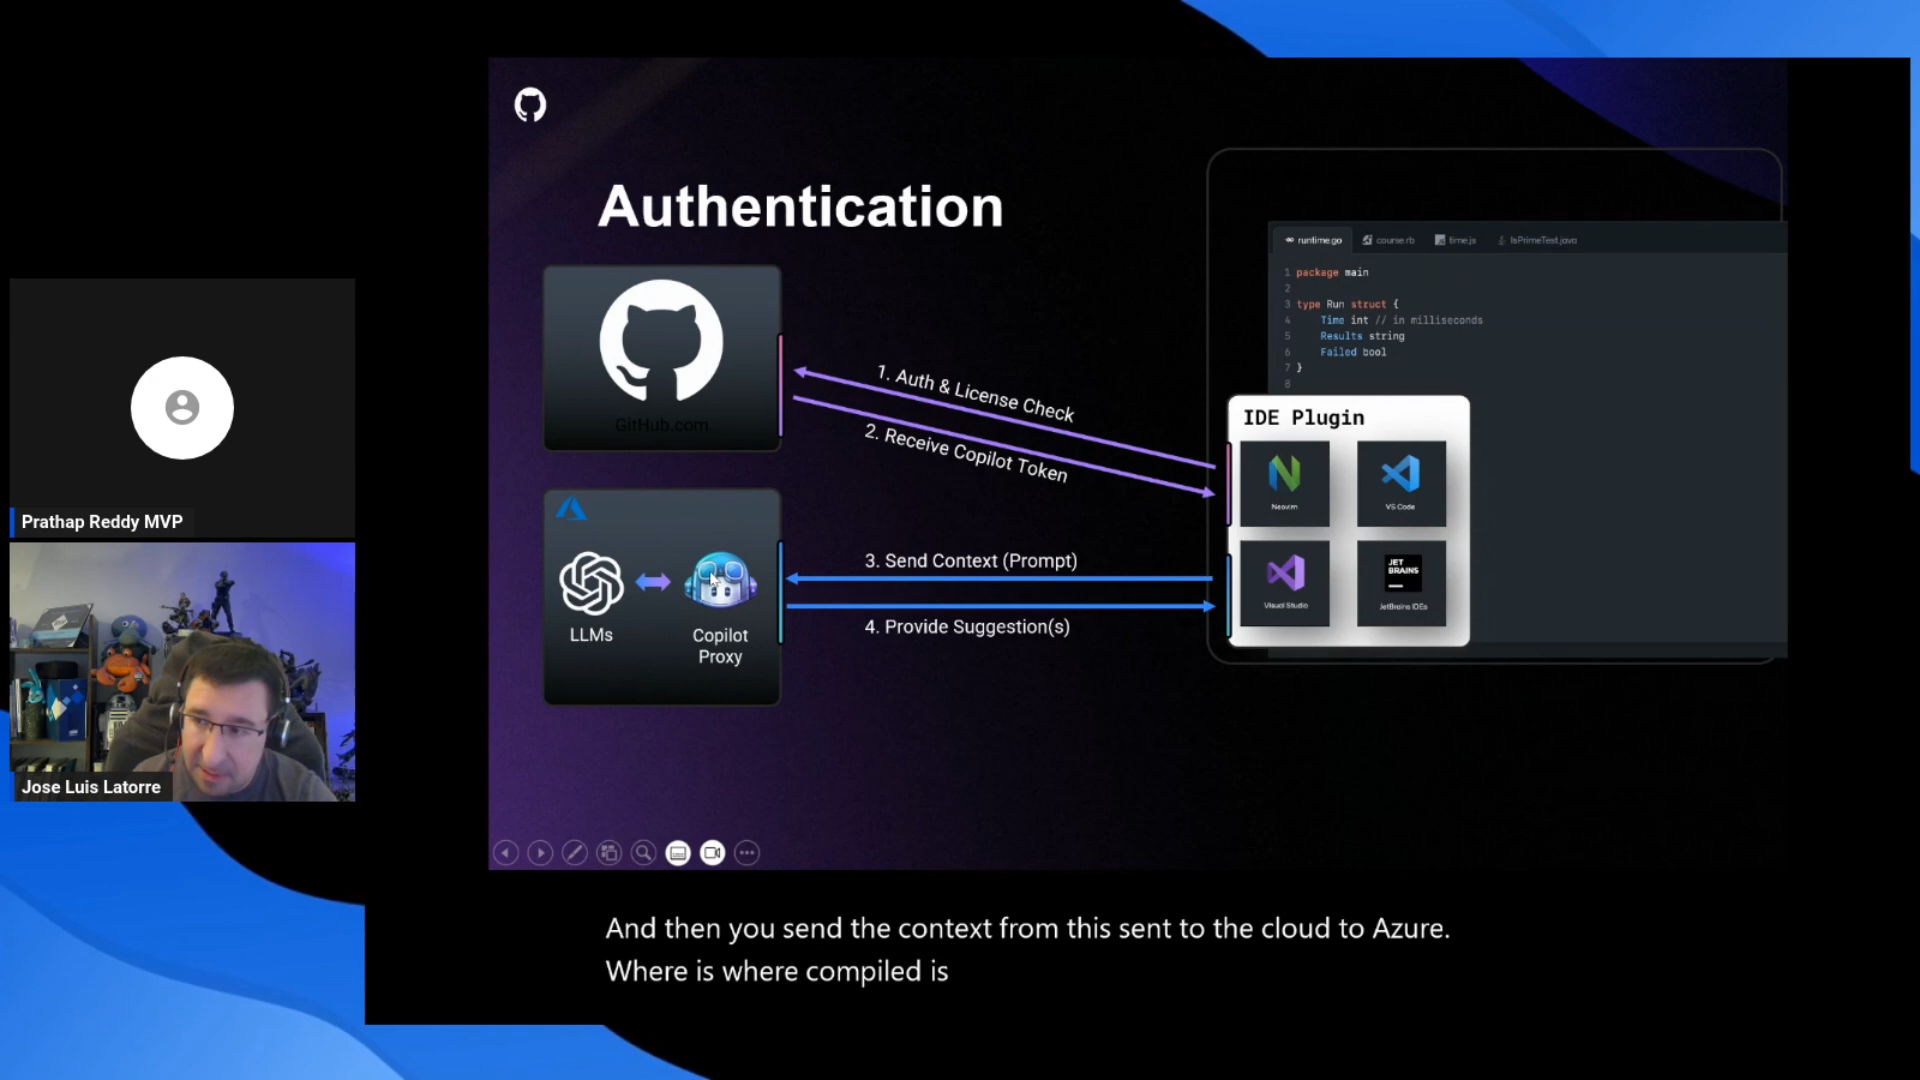 Authentication
GitHub.com
1. Auth & License Check
2. Receive Copilot Token
LLMs
Copilot
Proxy
3. Send Context (Prompt)
4. Provide Suggestion(s)
runtime.go
course.rb
time.js
IsPrimeTest.java
1 package main
2
3 type Run struct {
4 Time int // in milliseconds
5 Results string
6 Failed bool
7 }
8
IDE Plugin
Neovim
VS Code
Visual Studio
JET
BRAINS
JetBrains IDEs
Prathap Reddy MVP
Jose Luis Latorre
And then you send the context from this sent to the cloud to Azure.
Where is where compiled is